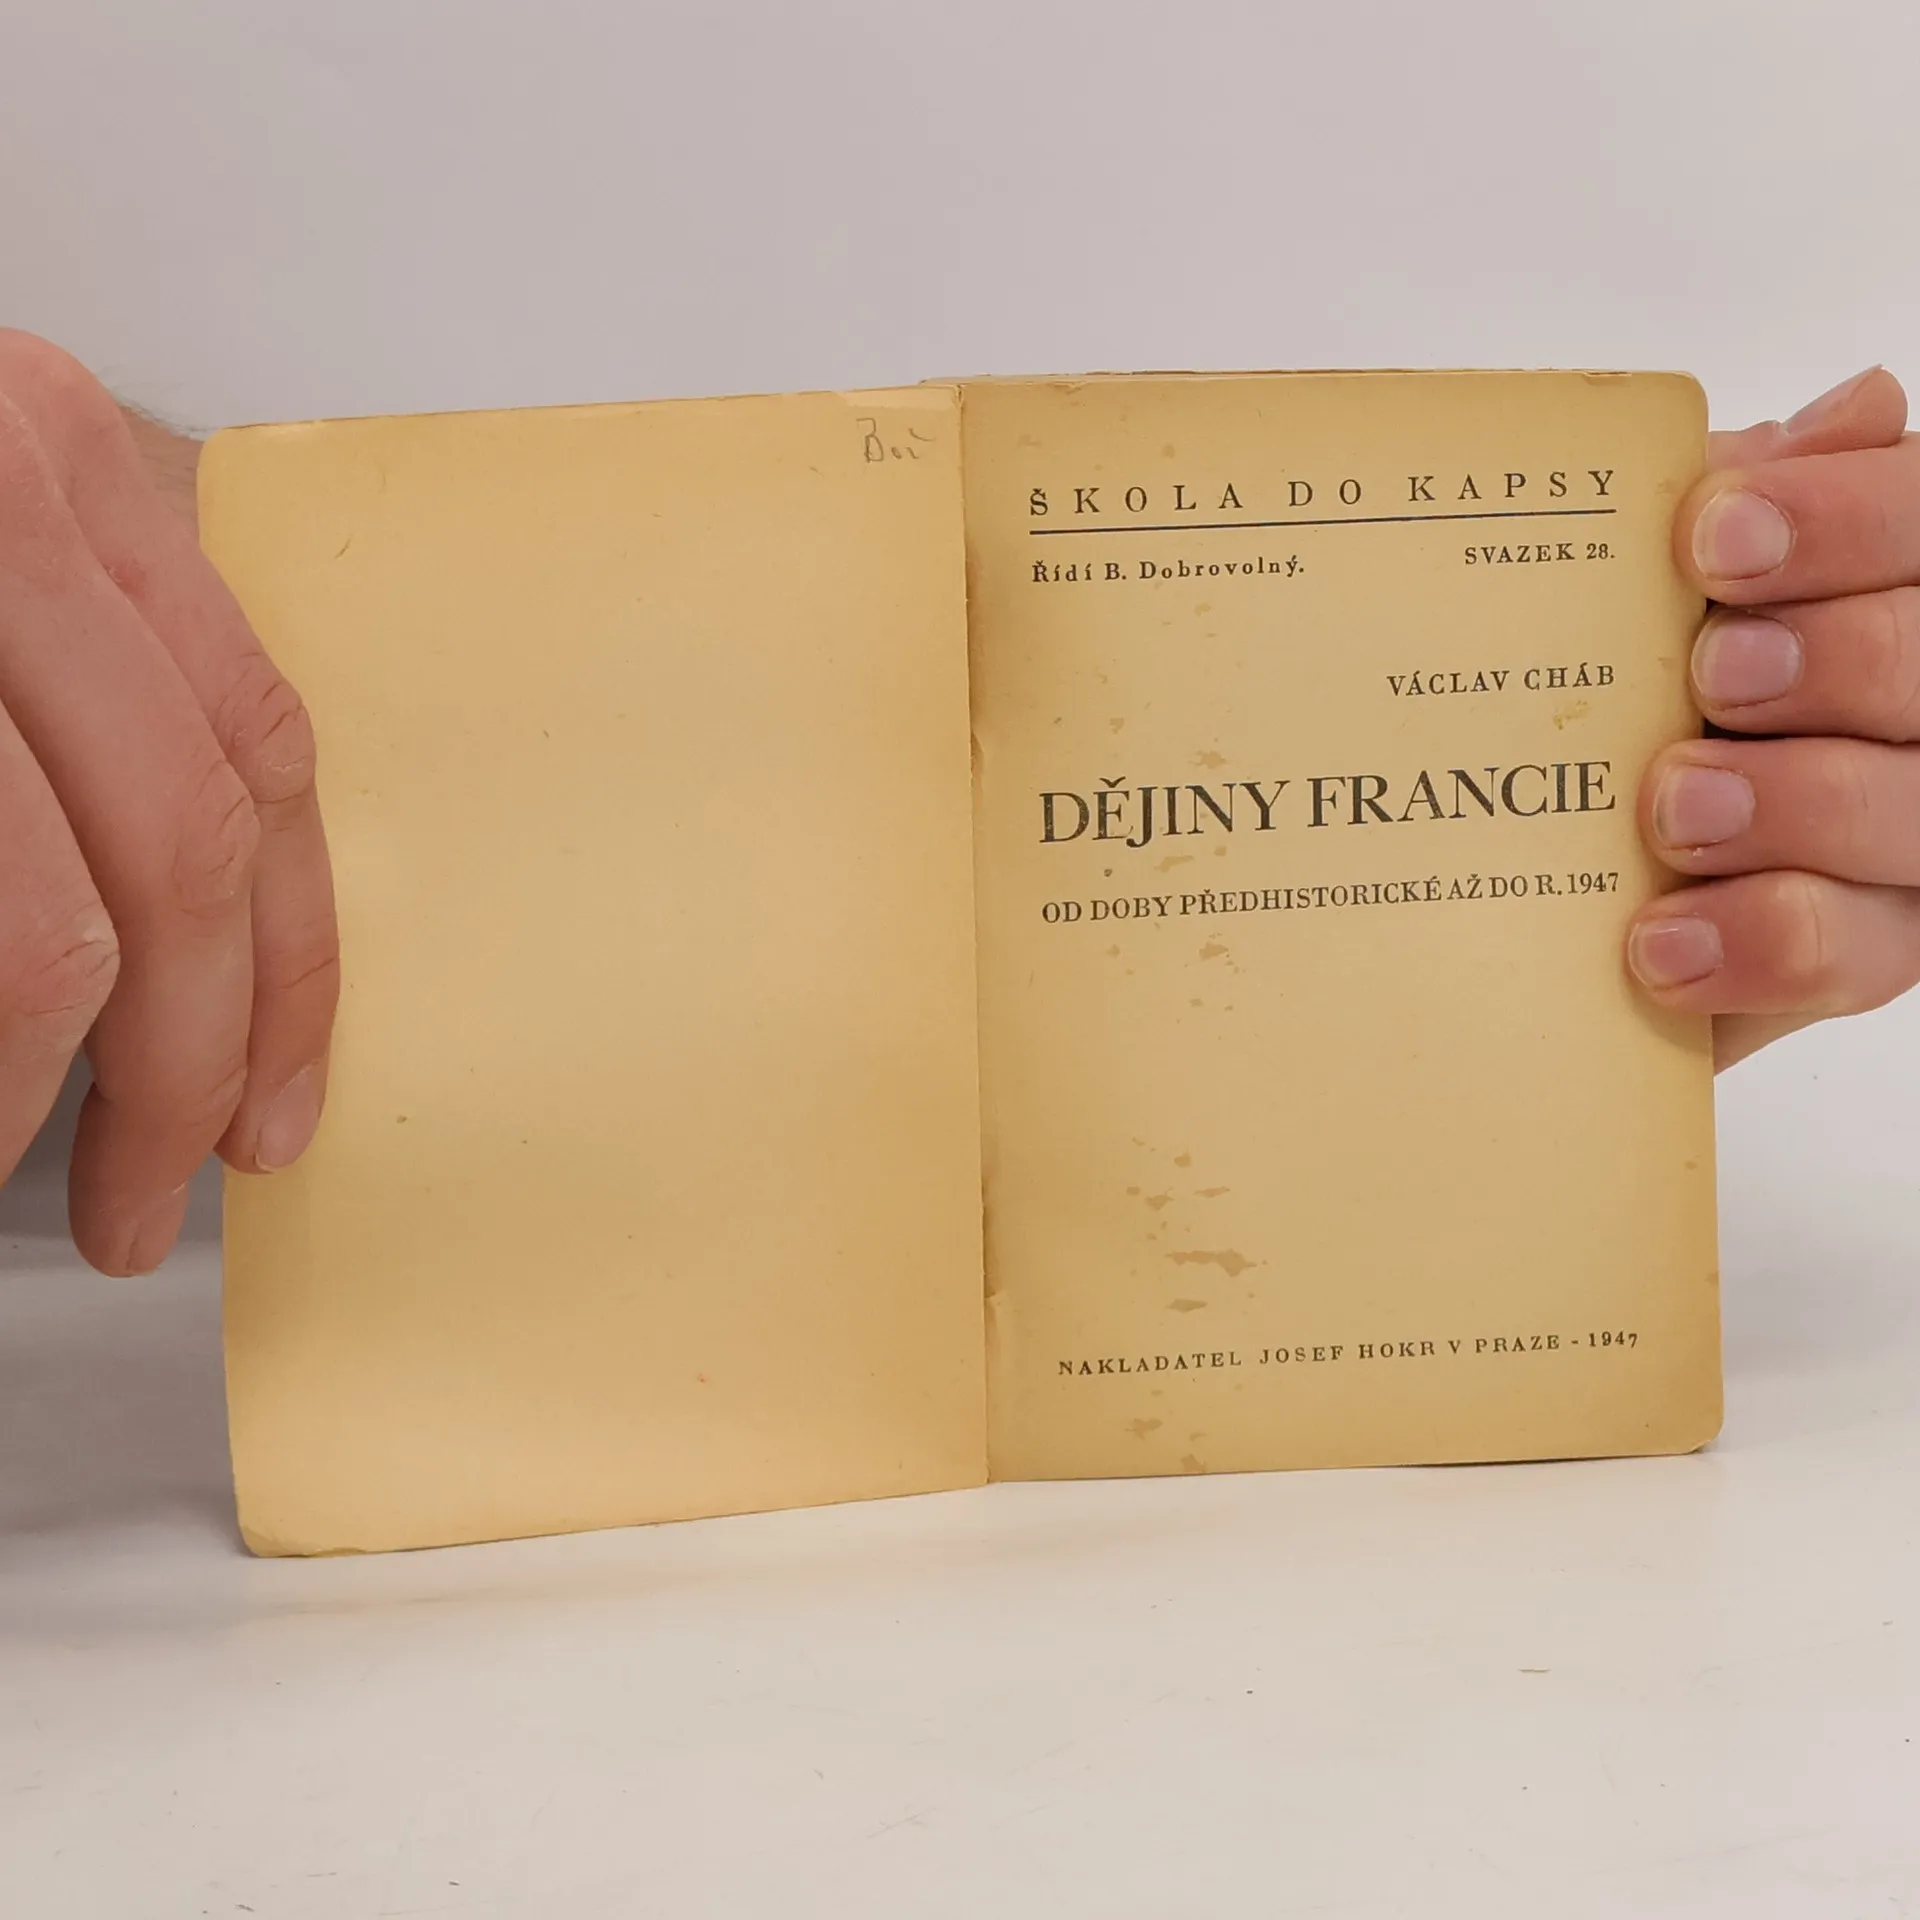 ŠKOLA DO KAPSY
Řídí B. Dobrovolný. SVAZEK 28.
VÁCLAV CHÁB
DĚJINY FRANCIE
OD DOBY PŘEDHISTORICKÉ AŽ DO R. 1947
NAKLADATEL JOSEF HOKR V PRAZE - 1947